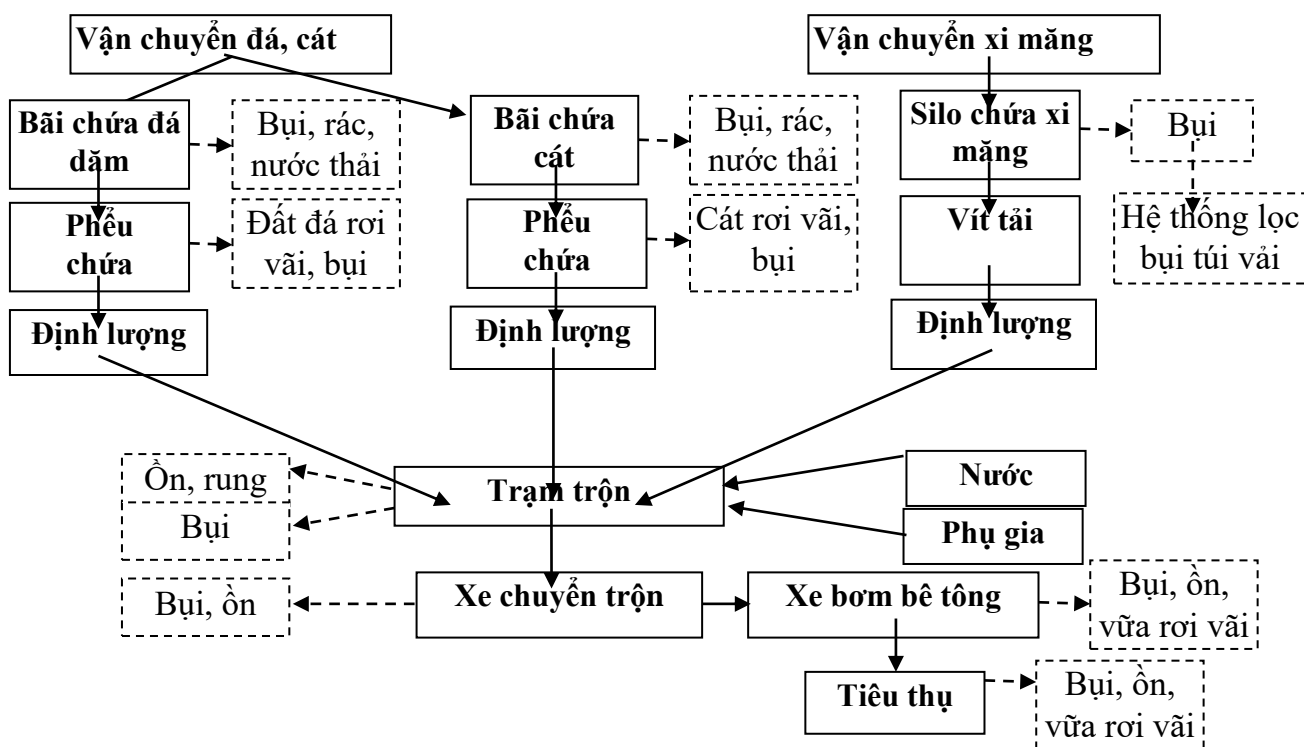 Vận chuyển đá, cát
Vận chuyển xi măng
Bãi chứa đá
dăm
Bụi, rác,
nước thải
Bãi chứa
cát
Bụi, rác,
nước thải
Silo chứa xi
măng
Bụi
Phểu
chứa
Đất đá rơi
vãi, bụi
Phểu
chứa
Cát rơi vãi,
bụi
Vít tải
Hệ thống lọc
bụi túi vải
Định lượng
Định lượng
Định lượng
Ồn, rung
Bụi
Trạm trộn
Nước
Phụ gia
Bụi, ồn
Xe chuyển trộn
Xe bơm bê tông
Bụi, ồn,
vữa rơi vãi
Tiêu thụ
Bụi, ồn,
vữa rơi vãi